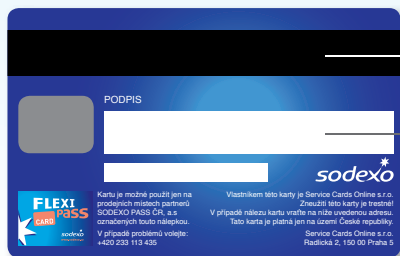 PODPIS
sodexo
FLEXI
PASS
CARD
sodexo
Kartu je možné použít jen na
prodejních místech partnerů
SODEXO PASS ČR, a.s
označených touto nálepkou.
V případě problémů volejte:
+420 233 113 435
Vlastníkem této karty je Service Cards Online s.r.o.
Zneužití této karty je trestné!
V případě nálezu kartu vraťte na níže uvedenou adresu.
Tato karta je platná jen na území České republiky.
Service Cards Online s.r.o.
Radlická 2, 150 00 Praha 5